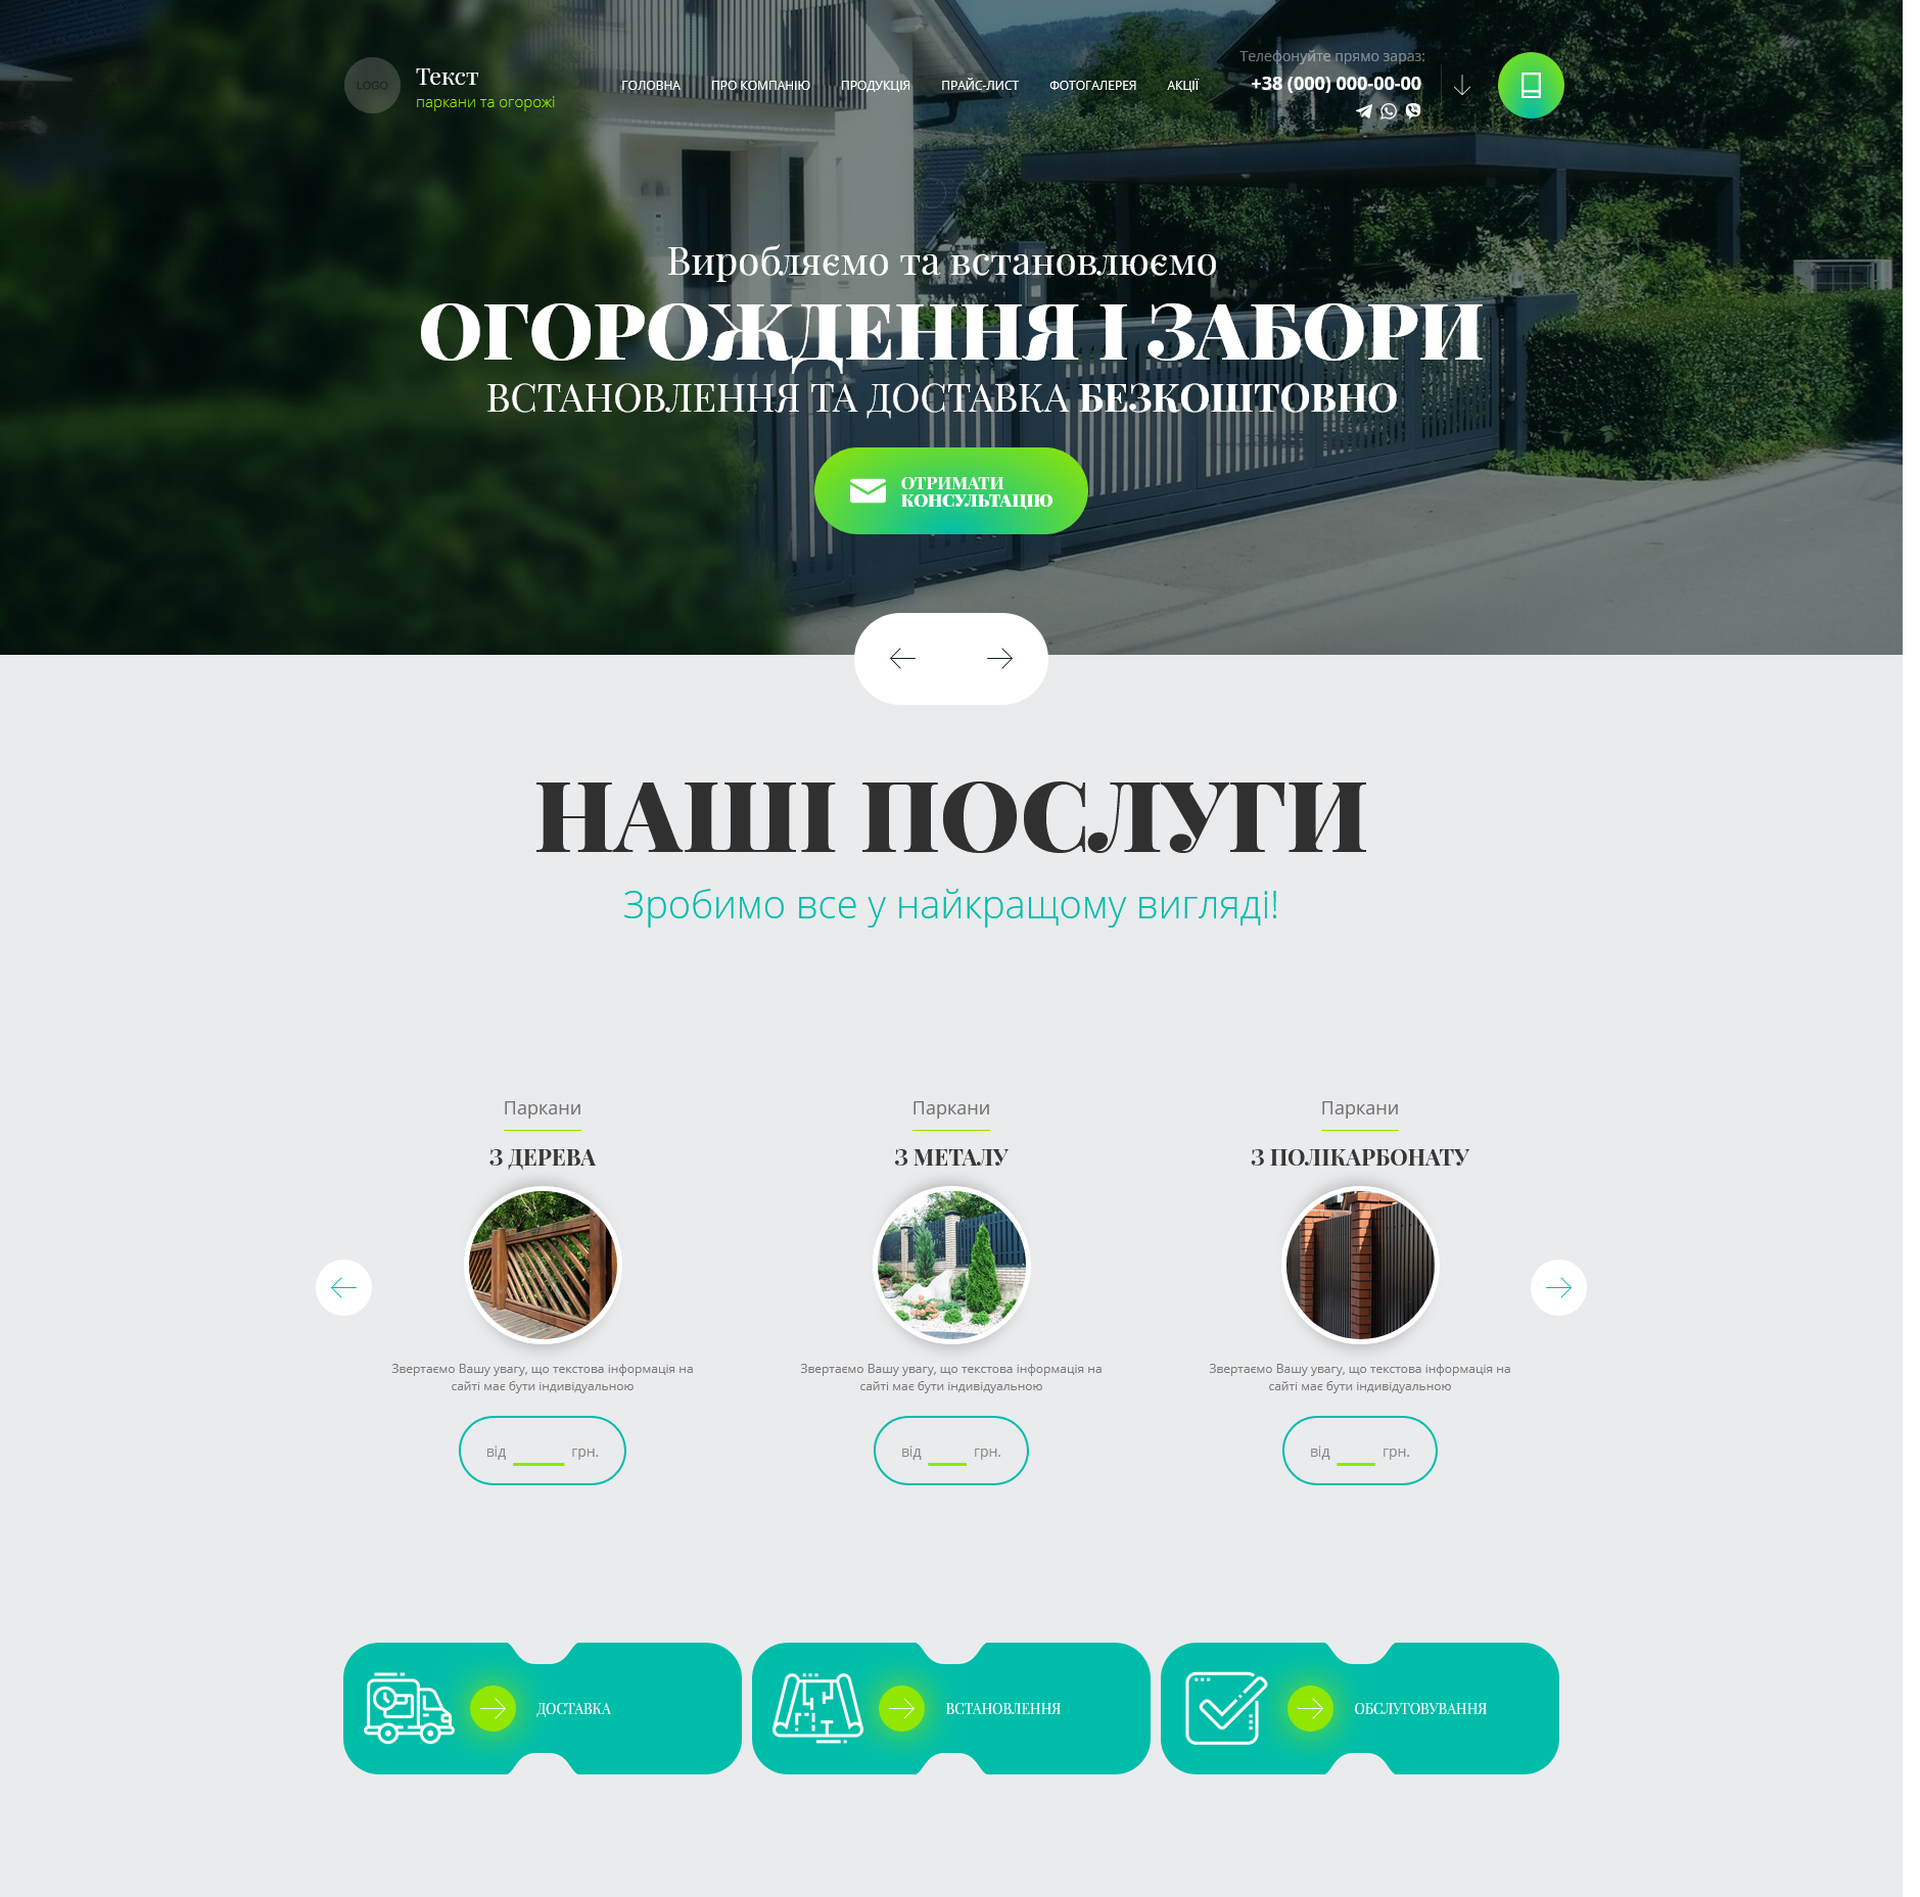 LOGO
Текст
паркани та огорожі
ГОЛОВНА
ПРО КОМПАНІЮ
ПРОДУКЦІЯ
ПРАЙС-ЛИСТ
ФОТОГАЛЕРЕЯ
АКЦІЇ
Телефонуйте прямо зараз:
+38 (000) 000-00-00
Виробляємо та встановлюємо
ОГОРОЖДЕННЯ І ЗАБОРИ
ВСТАНОВЛЕННЯ ТА ДОСТАВКА БЕЗКОШТОВНО
ОТРИМАТИ
КОНСУЛЬТАЦІЮ
НАШІ ПОСЛУГИ
Зробимо все у найкращому вигляді!
Паркани
З ДЕРЕВА
Звертаємо Вашу увагу, що текстова інформація на
сайті має бути індивідуальною
від _____ грн.
Паркани
З МЕТАЛУ
Звертаємо Вашу увагу, що текстова інформація на
сайті має бути індивідуальною
від ____ грн.
Паркани
З ПОЛІКАРБОНАТУ
Звертаємо Вашу увагу, що текстова інформація на
сайті має бути індивідуальною
від ____ грн.
ДОСТАВКА
ВСТАНОВЛЕННЯ
ОБСЛУГОВУВАННЯ